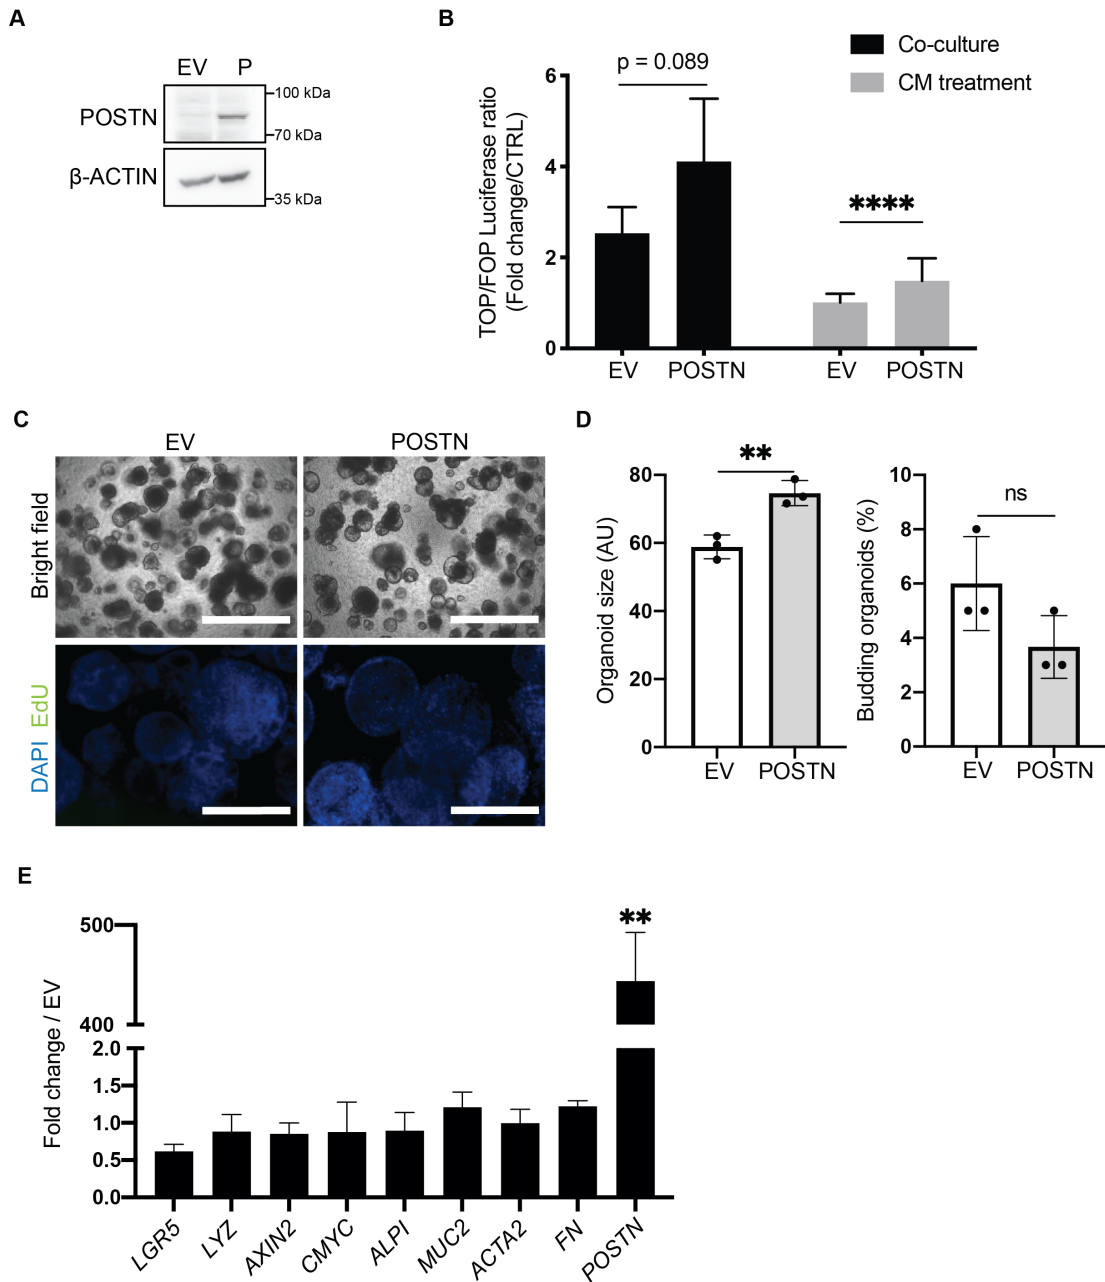 A
EV P
POSTN
100 kDa
70 kDa
β-ACTIN
35 kDa
B
Co-culture
CM treatment
TOP/FOP Luciferase ratio
(Fold change/CTRL)
6
4
2
0
p = 0.089
****
EV POSTN EV POSTN
C
EV POSTN
Bright field
DAPI EdU
D
Organoid size (AU)
80
60
40
20
0
**
EV POSTN
Budding organoids (%)
10
8
6
4
2
0
ns
EV POSTN
E
Fold change / EV
500
400
2.0
1.5
1.0
0.5
0.0
**
LGR5 LYZ AXIN2 CMYC ALPI MUC2 ACTA2 FN POSTN